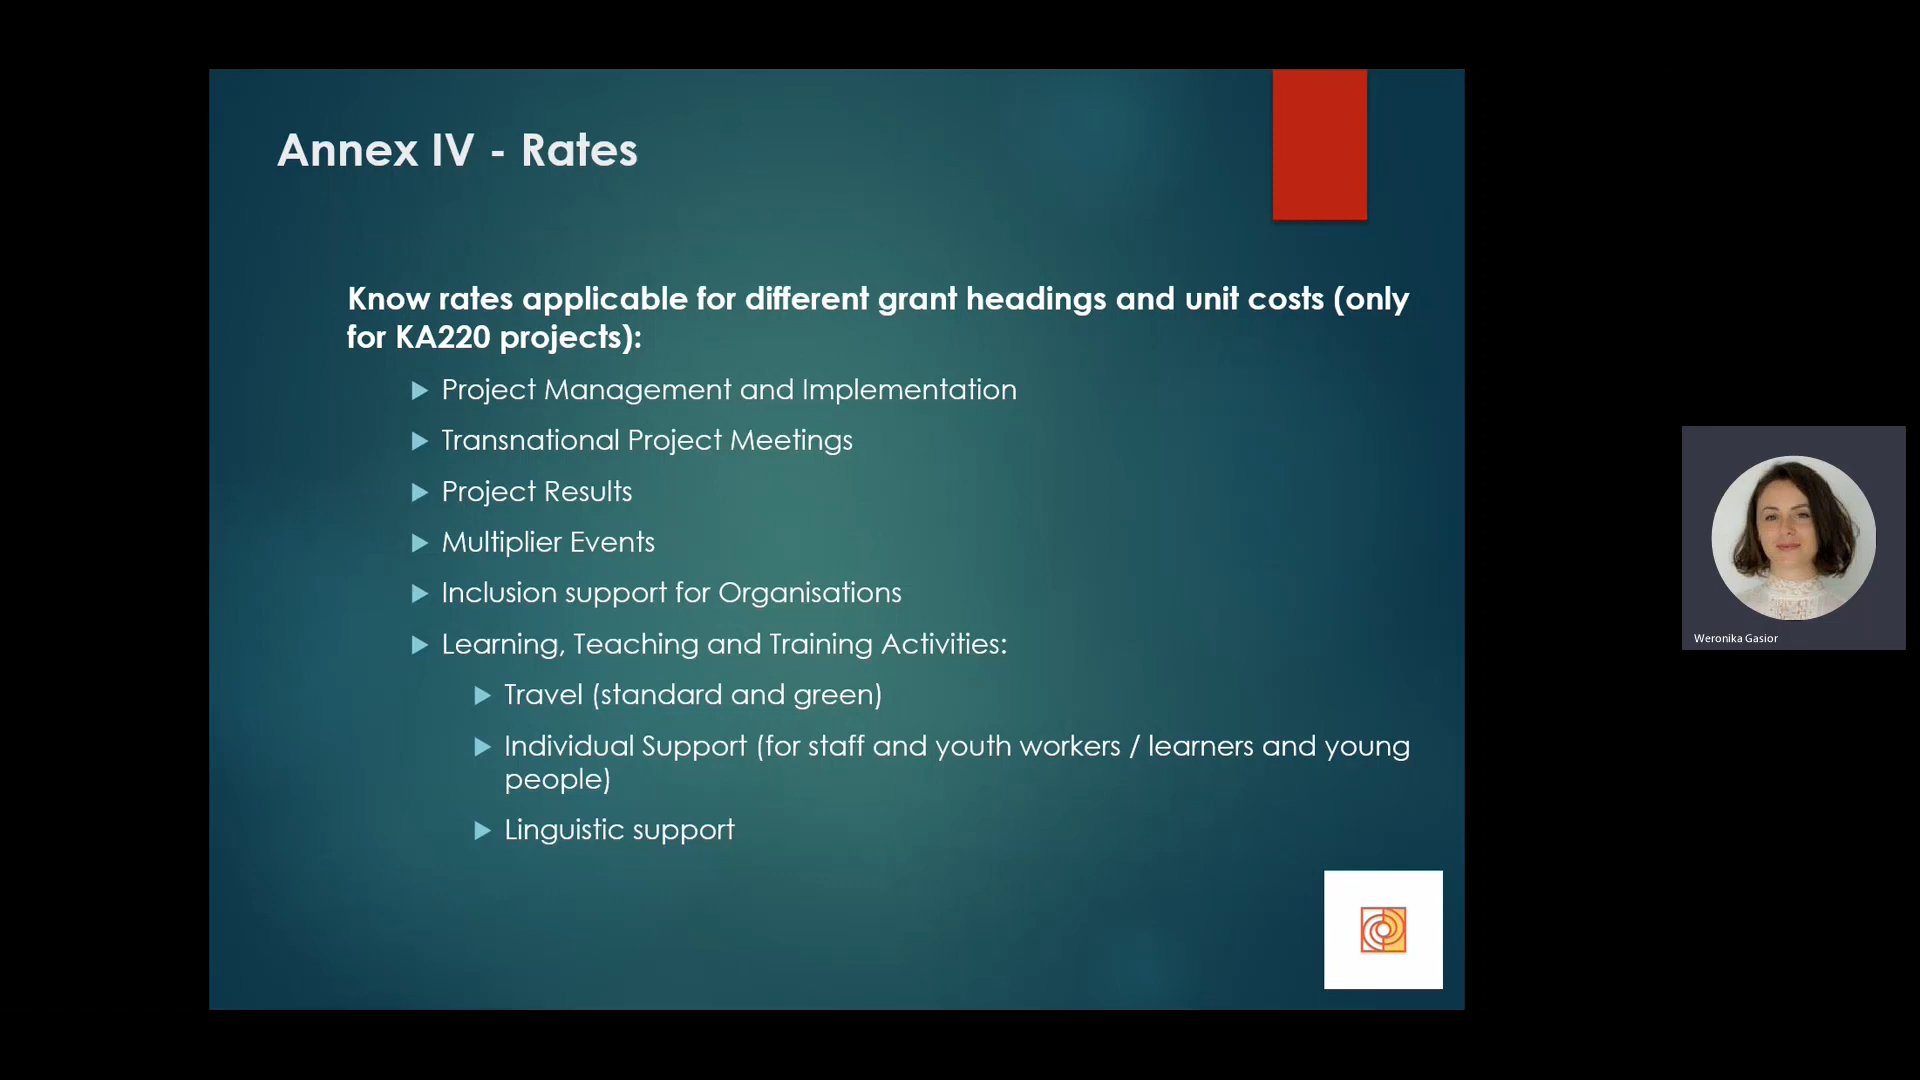 Annex IV - Rates
Know rates applicable for different grant headings and unit costs (only
for KA220 projects):
Project Management and Implementation
Transnational Project Meetings
Project Results
Multiplier Events
Inclusion support for Organisations
Learning, Teaching and Training Activities:
Travel (standard and green)
Individual Support (for staff and youth workers / learners and young
people)
Linguistic support
Weronika Gasior